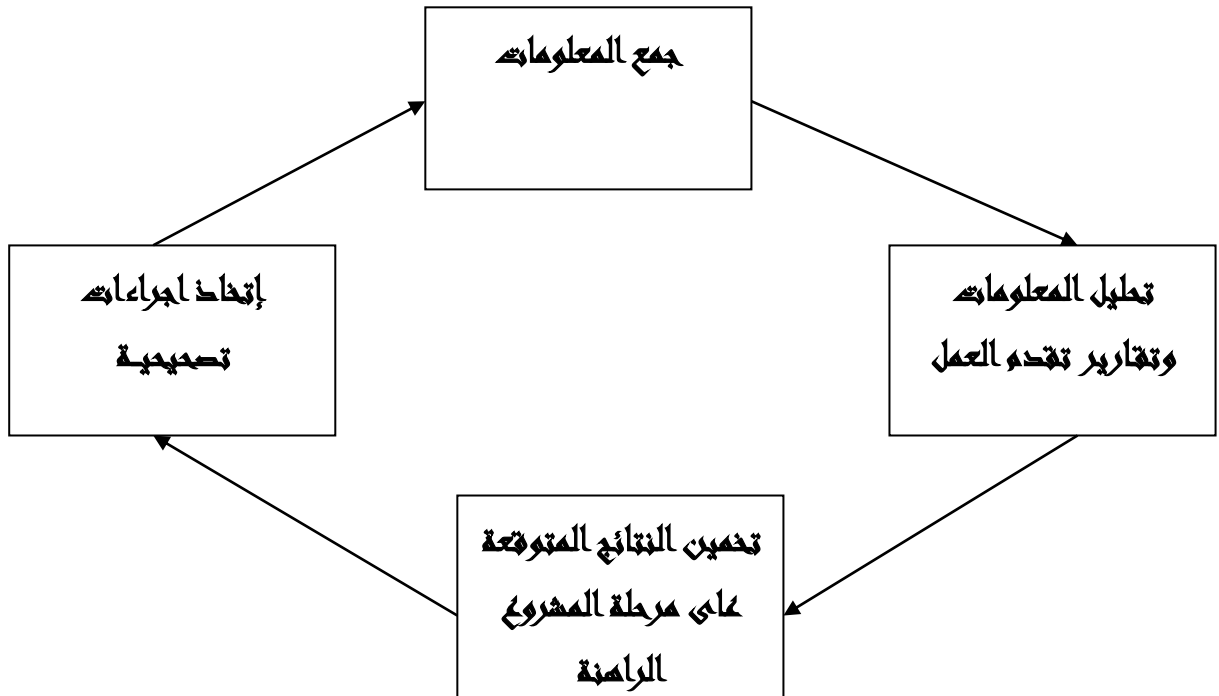 جمع المعلومات
تحليل المعلومات
وتقارير تقدم العمل
تخمين النتائج المتوقعة
على مرحلة المشروع
الراهنة
إتخاذ اجراءات
تصحيحية